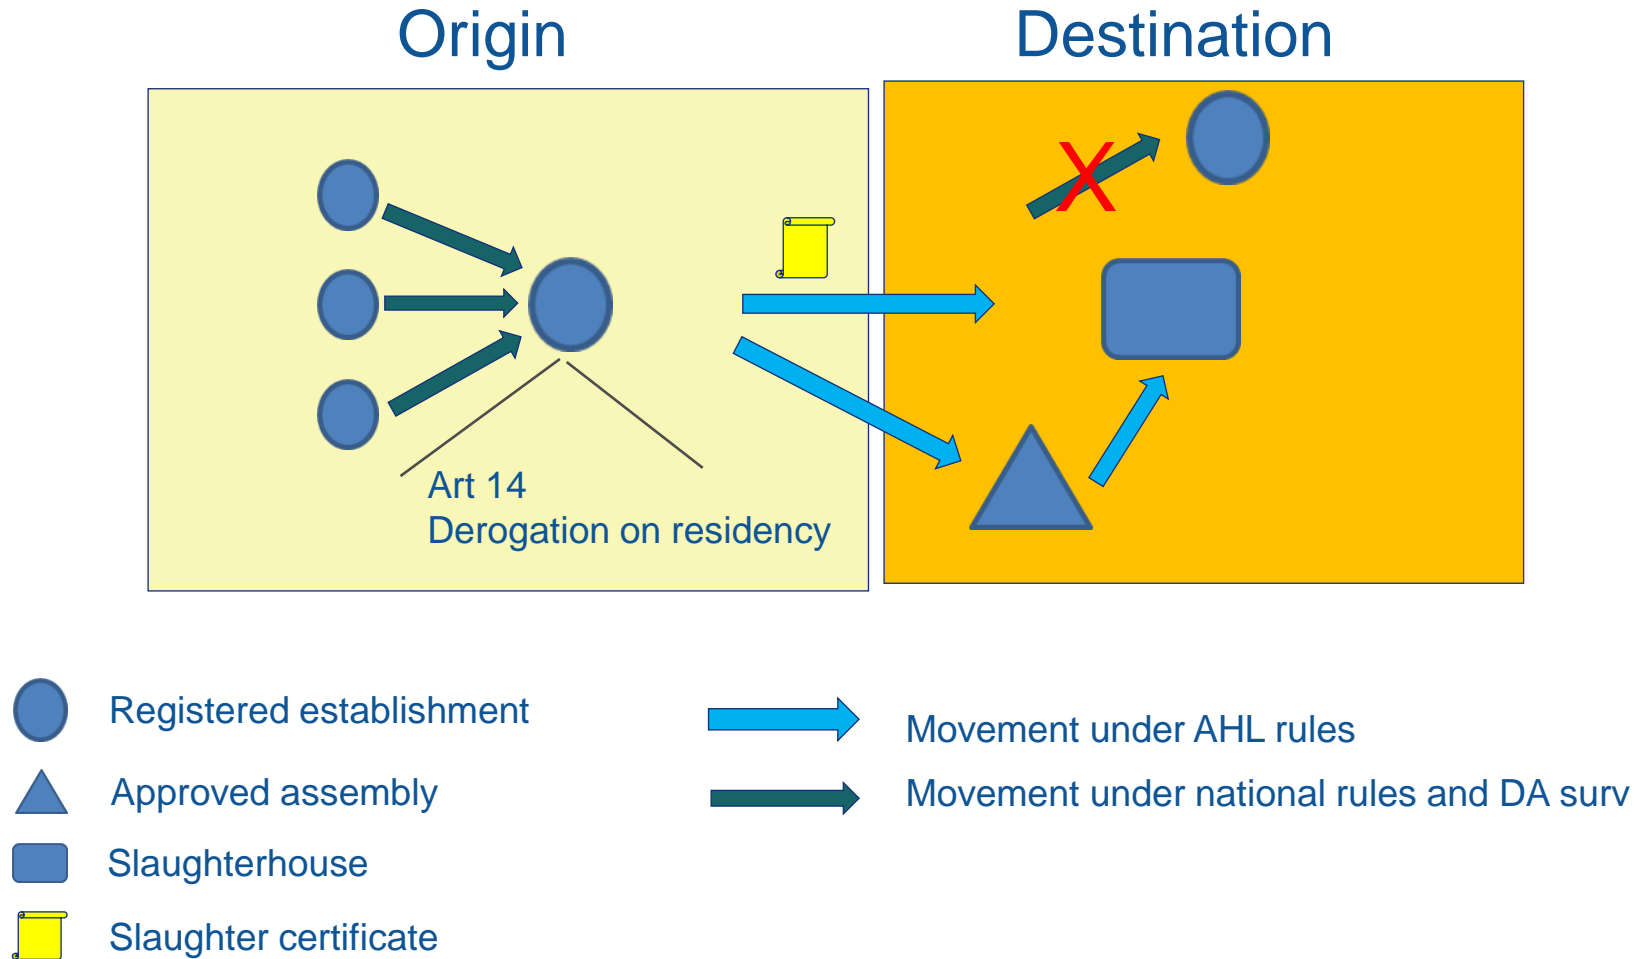 Origin
Destination
X
Art 14
Derogation on residency
Registered establishment
Approved assembly
Slaughterhouse
Slaughter certificate
Movement under AHL rules
Movement under national rules and DA surv